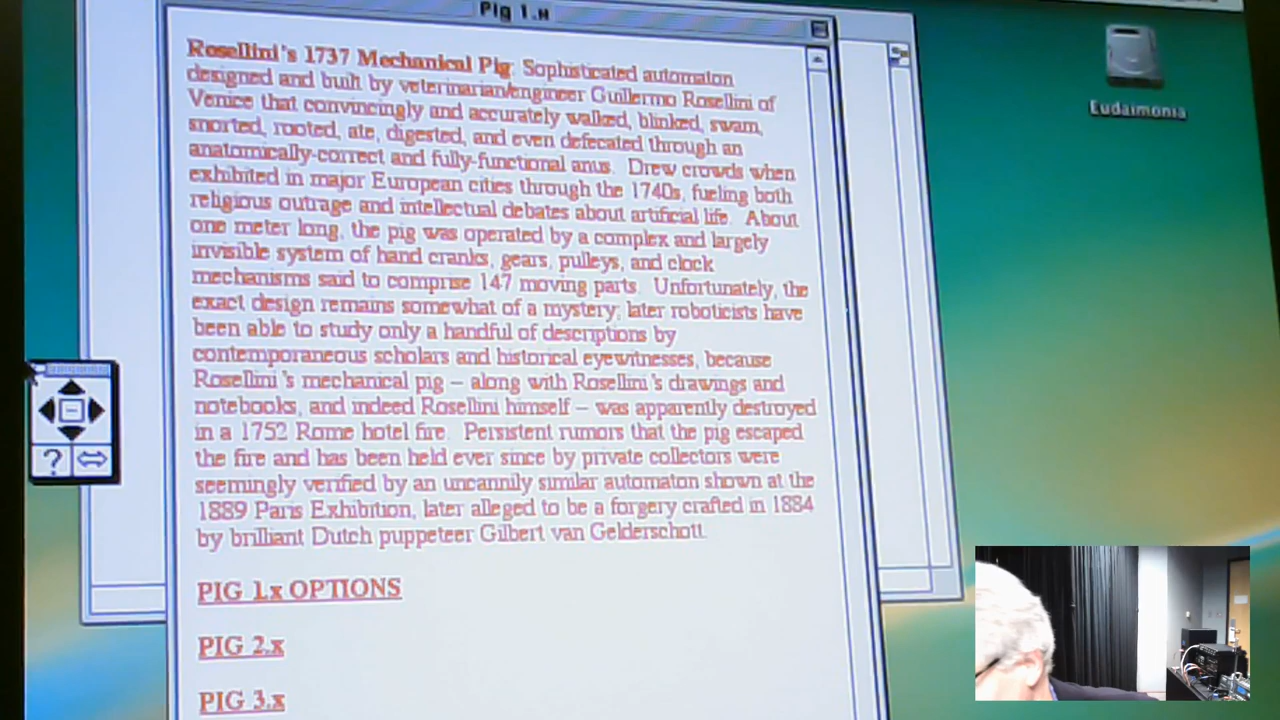 Pig 1.x
Rosellini's 1737 Mechanical Pig: Sophisticated automaton
designed and built by veterinarian/engineer Guillermo Rosellini of
Venice that convincingly and accurately walked, blinked, swam,
snorted, rooted, ate, digested, and even defecated through an
anatomically-correct and fully-functional anus. Drew crowds when
exhibited in major European cities through the 1740s, fueling both
religious outrage and intellectual debates about artificial life. About
one meter long, the pig was operated by a complex and largely
invisible system of hand cranks, gears, pulleys, and clock
mechanisms said to comprise 147 moving parts. Unfortunately, the
exact design remains somewhat of a mystery; later roboticists have
been able to study only a handful of descriptions by
contemporaneous scholars and historical eyewitnesses, because
Rosellini's mechanical pig – along with Rosellini's drawings and
notebooks, and indeed Rosellini himself – was apparently destroyed
in a 1752 Rome hotel fire. Persistent rumors that the pig escaped
the fire and has been held ever since by private collectors were
seemingly verified by an uncannily similar automaton shown at the
1889 Paris Exhibition, later alleged to be a forgery crafted in 1884
by brilliant Dutch puppeteer Gilbert van Gelderschott.
PIG 1.x OPTIONS
PIG 2.x
PIG 3.x
Eudaimonia
?